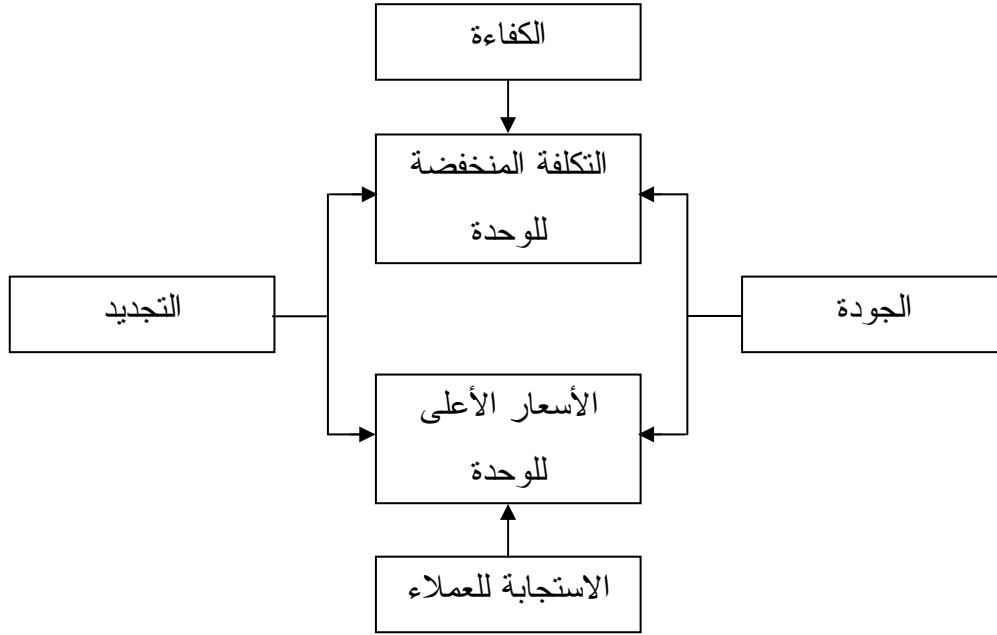 الكفاءة
التكلفة المنخفضة
للوحدة
الجودة
التجديد
الأسعار الأعلى
للوحدة
الاستجابة للعملاء